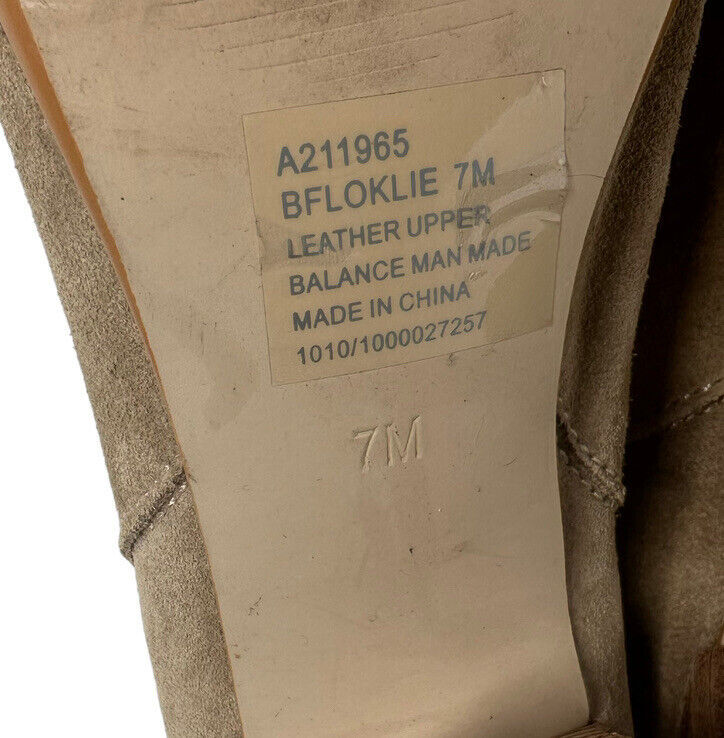 A211965
BFLOKLIE 7M
LEATHER UPPER
BALANCE MAN MADE
MADE IN CHINA
1010/1000027257
7M